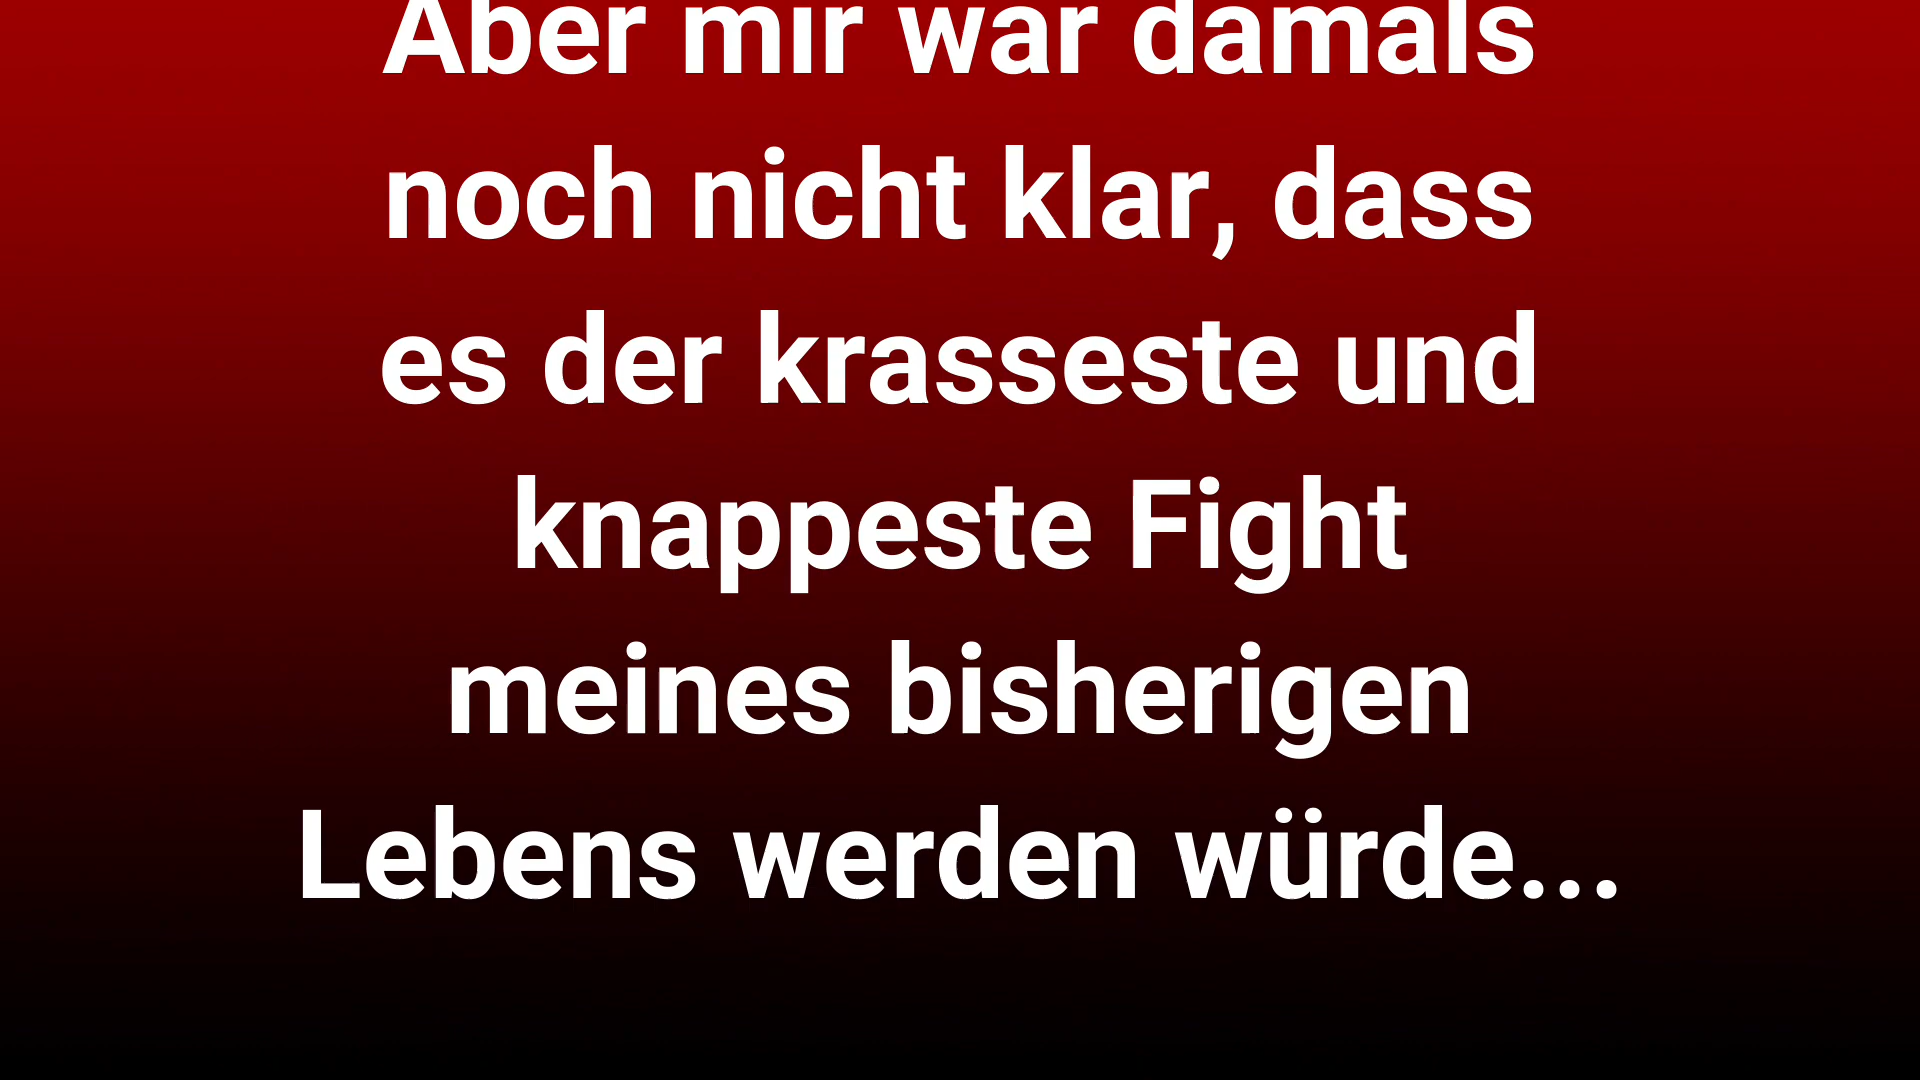 Aber mir war damals
noch nicht klar, dass
es der krasseste und
knappeste Fight
meines bisherigen
Lebens werden würde...